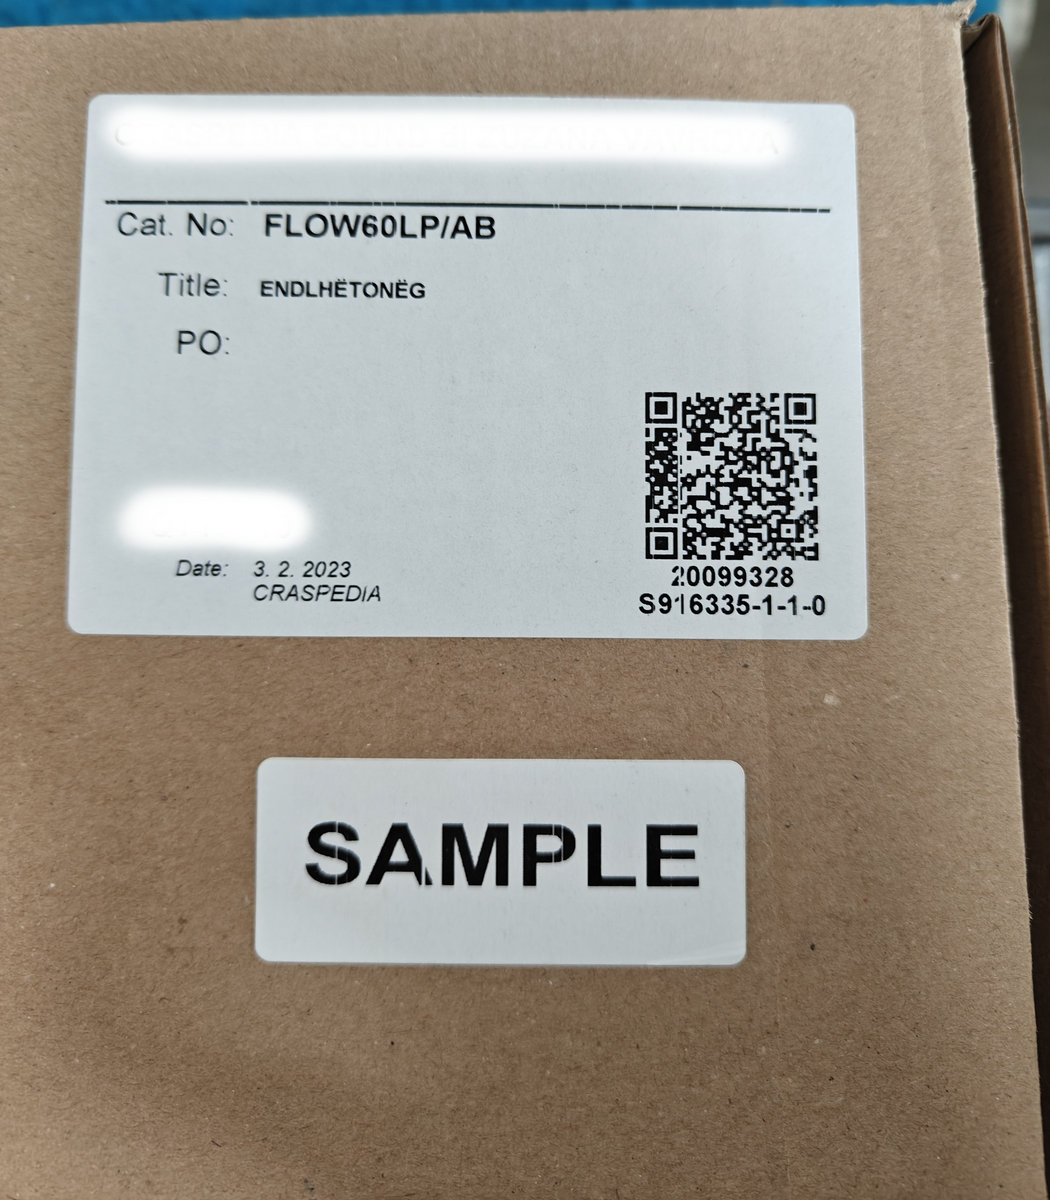 Cat. No: FLOW60LP/AB
Title: ENDLHËTONËG
PO:
Date: 3. 2. 2023
CRASPEDIA
20099328
S916335-1-1-0
SAMPLE